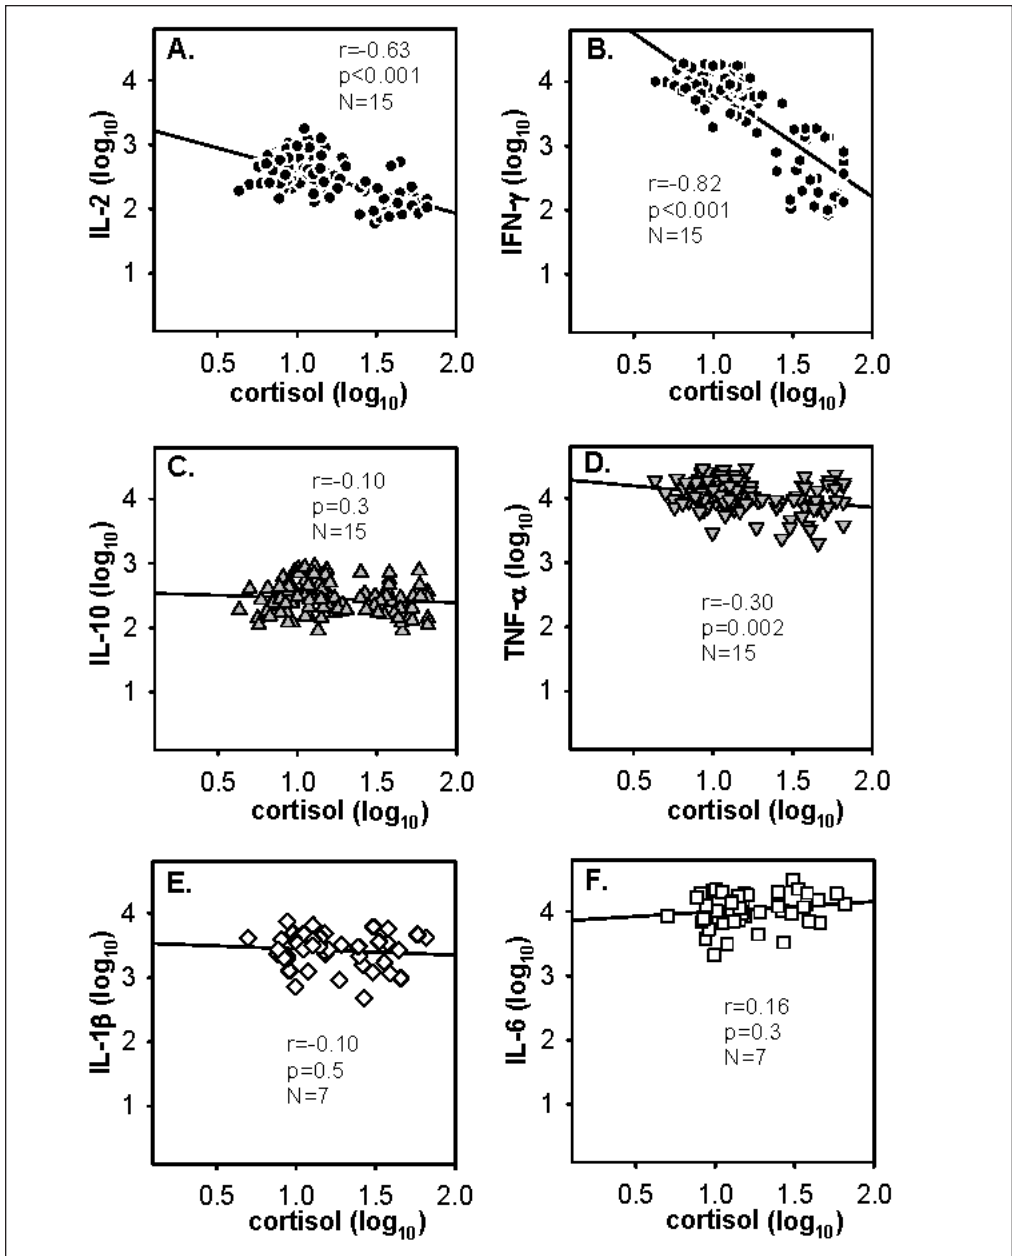 A.
r=-0.63
p<0.001
N=15
4
3
2
1
IL-2 (log10)
0.5 1.0 1.5 2.0
cortisol (log10)
B.
4
3
2
1
IFN-γ (log10)
r=-0.82
p<0.001
N=15
0.5 1.0 1.5 2.0
cortisol (log10)
C.
r=-0.10
p=0.3
N=15
4
3
2
1
IL-10 (log10)
0.5 1.0 1.5 2.0
cortisol (log10)
D.
4
3
2
1
TNF-α (log10)
r=-0.30
p=0.002
N=15
0.5 1.0 1.5 2.0
cortisol (log10)
E.
4
3
2
1
IL-1β (log10)
r=-0.10
p=0.5
N=7
0.5 1.0 1.5 2.0
cortisol (log10)
F.
4
3
2
1
IL-6 (log10)
r=0.16
p=0.3
N=7
0.5 1.0 1.5 2.0
cortisol (log10)